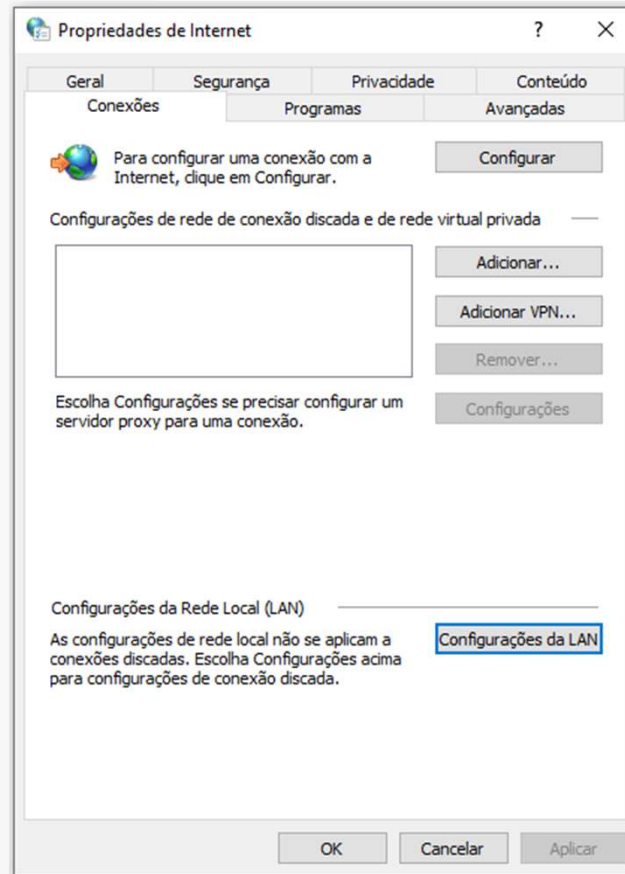 Propriedades de Internet
?
Geral
Segurança
Privacidade
Conteúdo
Conexões
Programas
Avançadas
Para configurar uma conexão com a
Internet, clique em Configurar.
Configurar
Configurações de rede de conexão discada e de rede virtual privada
Adicionar...
Adicionar VPN...
Remover...
Escolha Configurações se precisar configurar um
servidor proxy para uma conexão.
Configurações
Configurações da Rede Local (LAN)
As configurações de rede local não se aplicam a
conexões discadas. Escolha Configurações acima
para configurações de conexão discada.
Configurações da LAN
OK
Cancelar
Aplicar